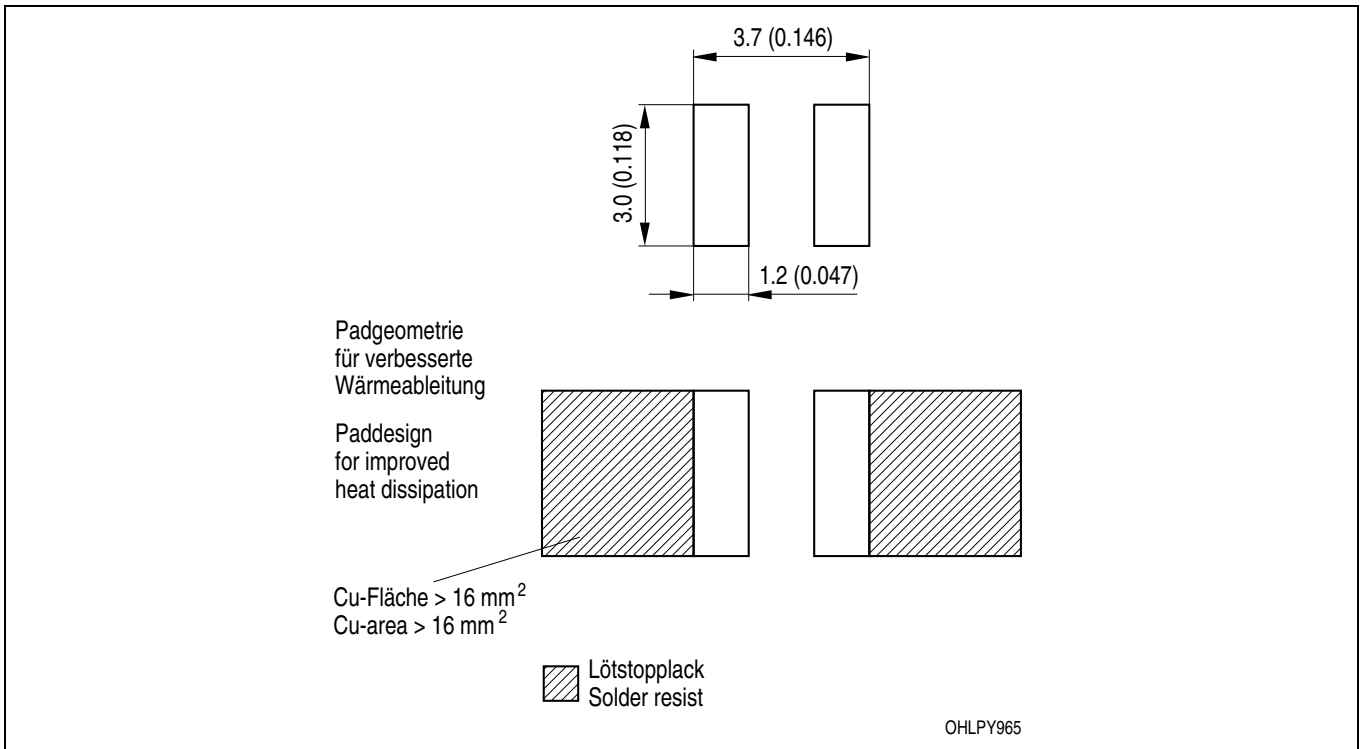 3.7 (0.146)
3.0 (0.118)
1.2 (0.047)
Padgeometrie
für verbesserte
Wärmeableitung
Paddesign
for improved
heat dissipation
Cu-Fläche > 16 mm²
Cu-area > 16 mm²
Lötstopplack
Solder resist
OHLPY965